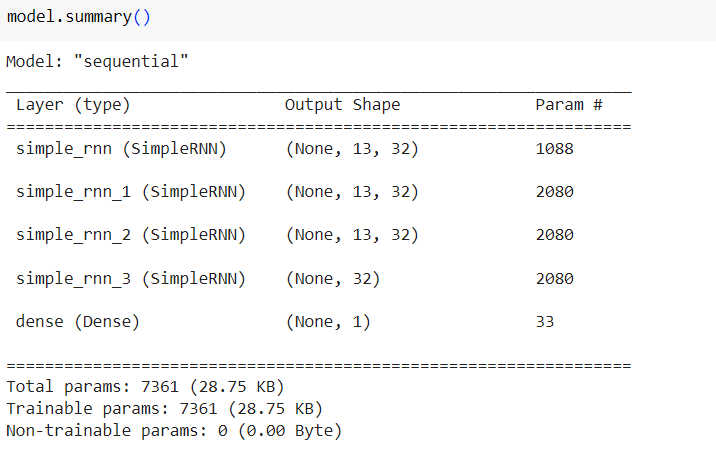 model.summary()
Model: "sequential"
_________________________________________________________________
Layer (type)                Output Shape              Param #
=================================================================
simple_rnn (SimpleRNN)      (None, 13, 32)            1088
simple_rnn_1 (SimpleRNN)    (None, 13, 32)            2080
simple_rnn_2 (SimpleRNN)    (None, 13, 32)            2080
simple_rnn_3 (SimpleRNN)    (None, 32)                2080
dense (Dense)               (None, 1)                 33
=================================================================
Total params: 7361 (28.75 KB)
Trainable params: 7361 (28.75 KB)
Non-trainable params: 0 (0.00 Byte)